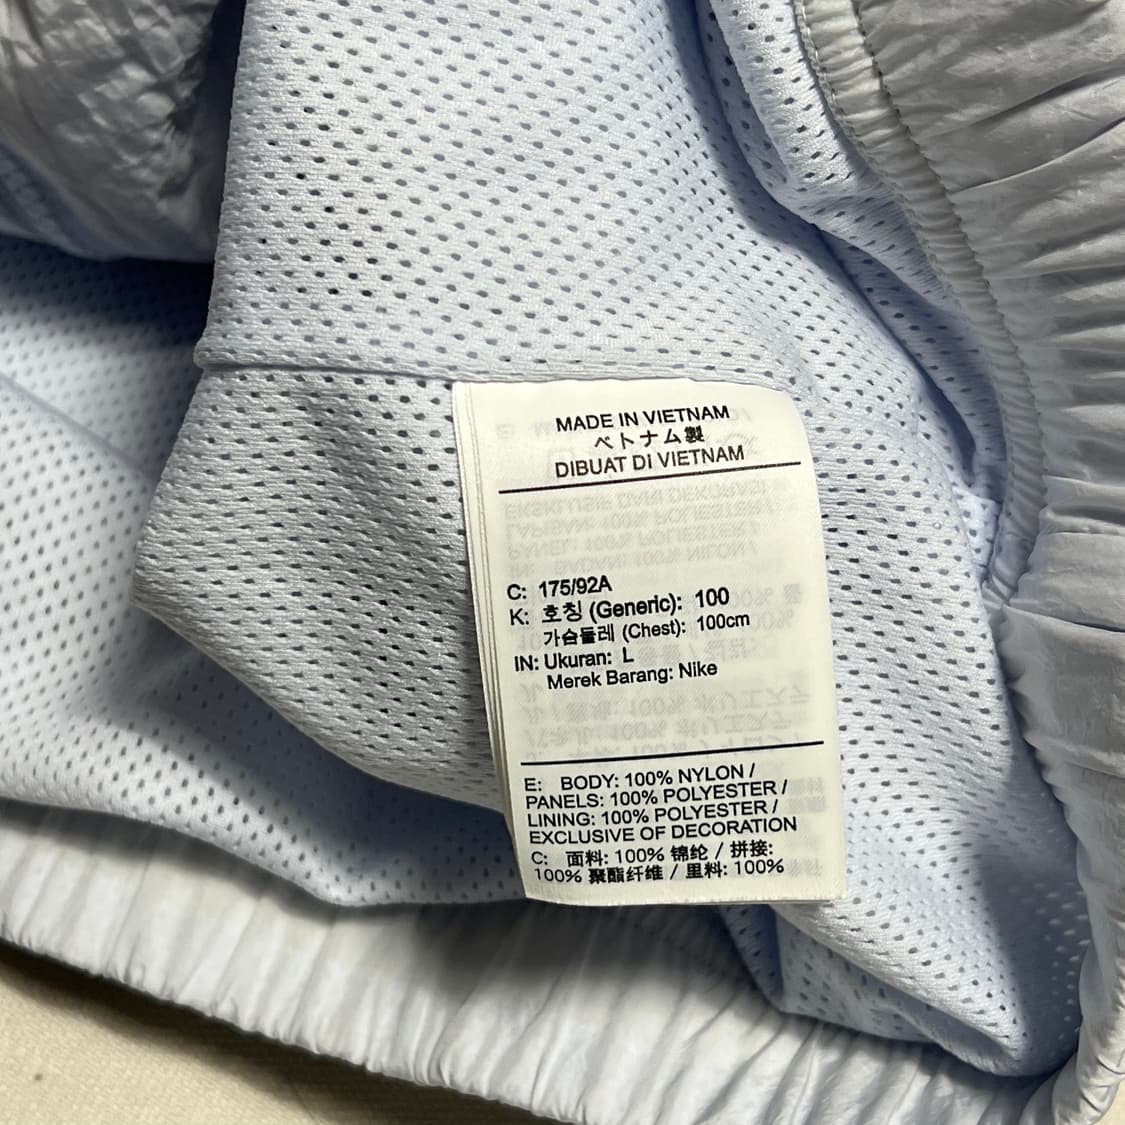 MADE IN VIETNAM
ベトナム製
DIBUAT DI VIETNAM
C: 175/92A
K: 호칭 (Generic): 100
가슴둘레 (Chest): 100cm
IN: Ukuran: L
Merek Barang: Nike
E: BODY: 100% NYLON /
PANELS: 100% POLYESTER /
LINING: 100% POLYESTER /
EXCLUSIVE OF DECORATION
C: 面料: 100% 锦纶 / 拼接:
100% 聚酯纤维 / 里料: 100%